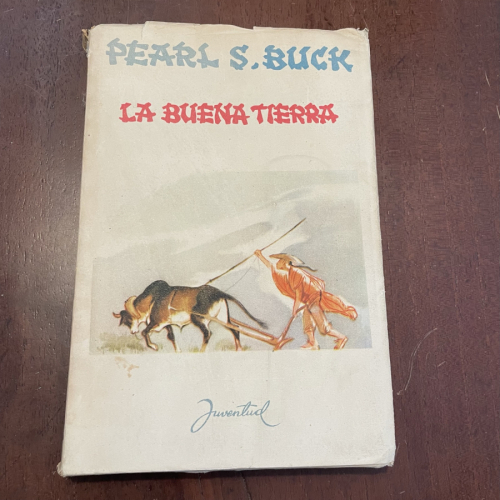 PEARL S. BUCK
LA BUENA TIERRA
Juventud